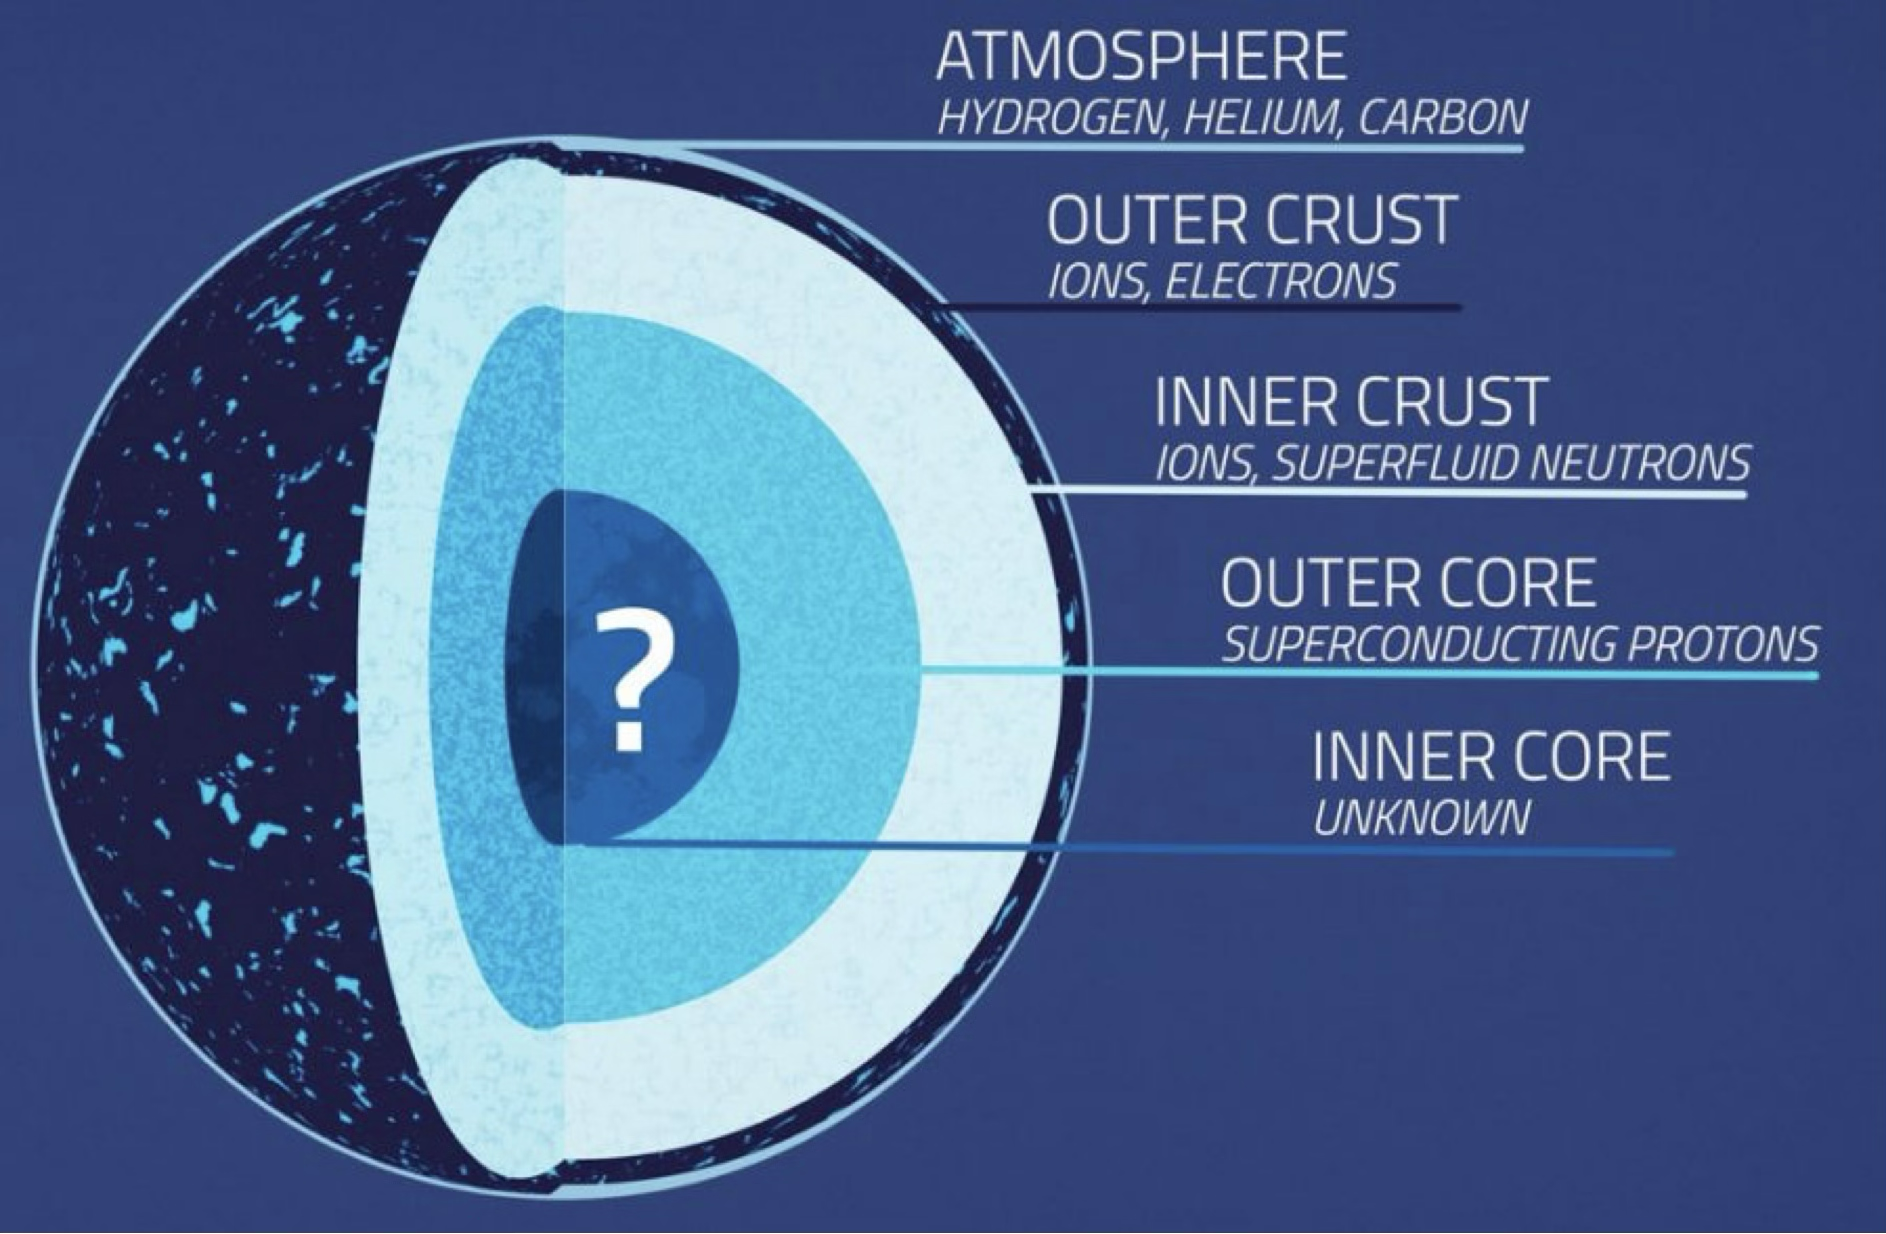 ATMOSPHERE
HYDROGEN, HELIUM, CARBON
OUTER CRUST
IONS, ELECTRONS
INNER CRUST
IONS, SUPERFLUID NEUTRONS
OUTER CORE
SUPERCONDUCTING PROTONS
?
INNER CORE
UNKNOWN